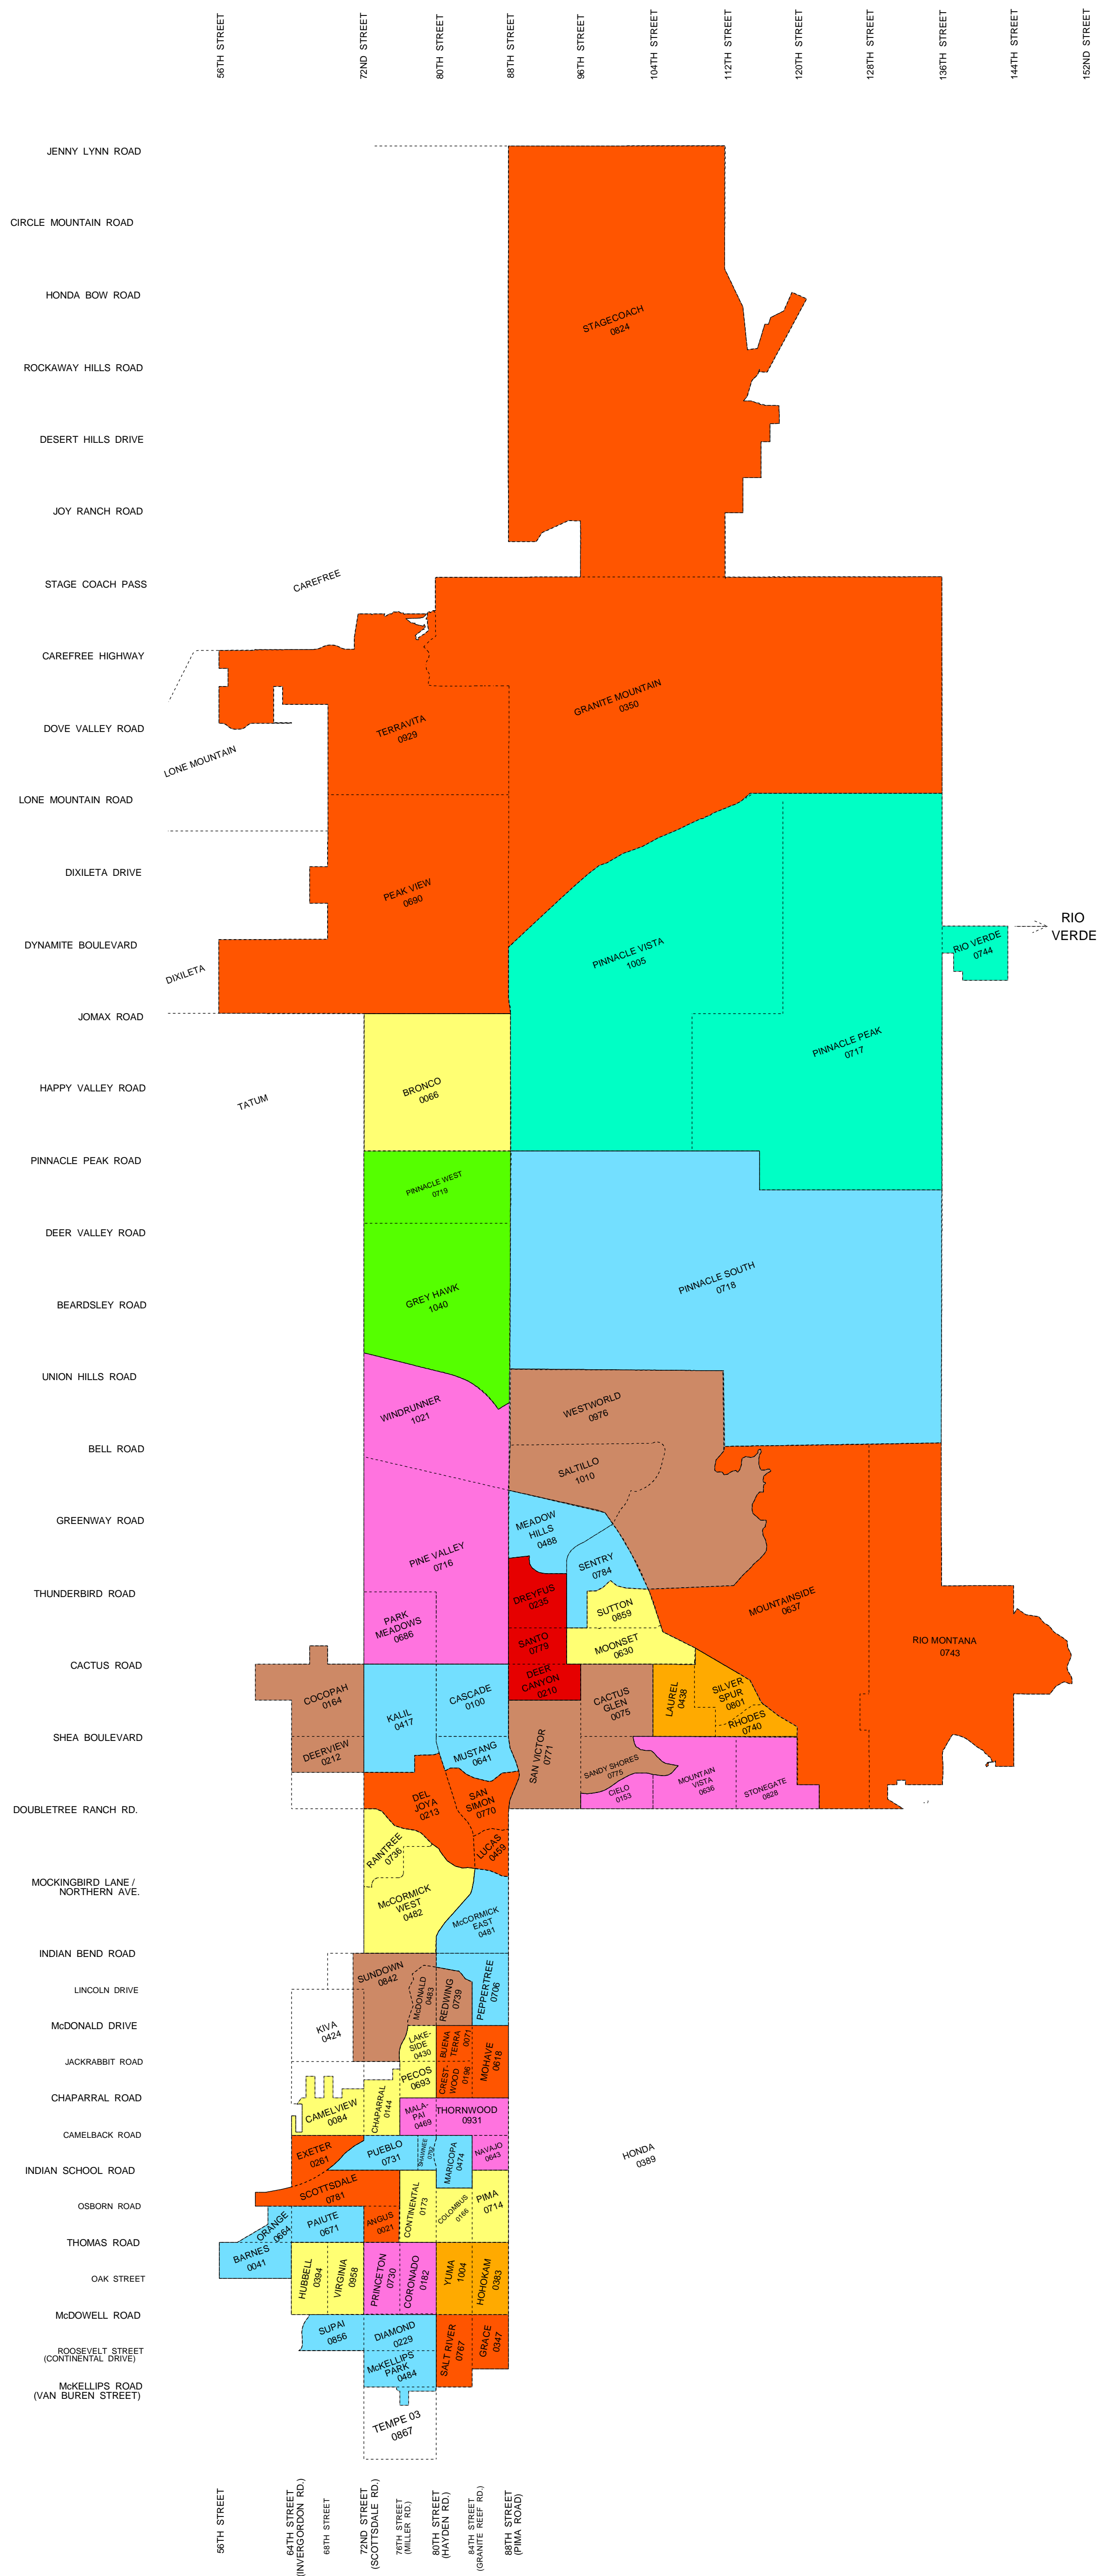 56TH STREET
72ND STREET
80TH STREET
88TH STREET
96TH STREET
104TH STREET
112TH STREET
120TH STREET
128TH STREET
136TH STREET
144TH STREET
152ND STREET
JENNY LYNN ROAD
CIRCLE MOUNTAIN ROAD
HONDA BOW ROAD
STAGECOACH
0824
ROCKAWAY HILLS ROAD
DESERT HILLS DRIVE
JOY RANCH ROAD
STAGE COACH PASS
CAREFREE
CAREFREE HIGHWAY
GRANITE MOUNTAIN
0350
DOVE VALLEY ROAD
TERRAVITA
0929
LONE MOUNTAIN
LONE MOUNTAIN ROAD
DIXILETA DRIVE
PEAK VIEW
0690
RIO
VERDE
DYNAMITE BOULEVARD
PINNACLE VISTA
1005
RIO VERDE
0744
DIXILETA
JOMAX ROAD
PINNACLE PEAK
0717
HAPPY VALLEY ROAD
BRONCO
0066
TATUM
PINNACLE PEAK ROAD
PINNACLE WEST
0719
DEER VALLEY ROAD
PINNACLE SOUTH
0718
BEARDSLEY ROAD
GREY HAWK
1040
UNION HILLS ROAD
WINDRUNNER
1021
WESTWORLD
0976
BELL ROAD
SALTILLO
1010
GREENWAY ROAD
MEADOW
HILLS
0488
PINE VALLEY
0716
SENTRY
0784
THUNDERBIRD ROAD
DREYFUS
0235
SUTTON
0859
MOUNTAINSIDE
0637
PARK
MEADOWS
0686
SANTO
0779
MOONSET
0630
RIO MONTANA
0743
CACTUS ROAD
DEER
CANYON
0210
COCOPAH
0164
KALIL
0417
CASCADE
0100
CACTUS
GLEN
0075
LAUREL
0438
SILVER
SPUR
0801
RHODES
0740
SHEA BOULEVARD
DEERVIEW
0212
MUSTANG
0641
SAN VICTOR
0771
SANDY SHORES
0775
CIELO
0153
MOUNTAIN
VISTA
0636
STONEGATE
0828
DOUBLETREE RANCH RD.
DEL
JOYA
0213
SAN
SIMON
0770
RAINTREE
0736
LUCAS
0459
MOCKINGBIRD LANE /
NORTHERN AVE.
McCORMICK
WEST
0482
McCORMICK
EAST
0481
INDIAN BEND ROAD
SUNDOWN
0842
McDONALD
0483
REDWING
0739
PEPPERTREE
0706
LINCOLN DRIVE
McDONALD DRIVE
KIVA
0424
LAKE-
SIDE
0430
BUENA
TERRA
0071
MOHAVE
0618
JACKRABBIT ROAD
PECOS
0693
CREST-
WOOD
0196
CHAPARRAL ROAD
CAMELVIEW
0084
CHAPARRAL
0144
MALA-
PAI
0469
THORNWOOD
0931
CAMELBACK ROAD
EXETER
0261
PUEBLO
0731
SHAWNEE
0792
MARICOPA
0474
NAVAJO
0643
HONDA
0389
INDIAN SCHOOL ROAD
SCOTTSDALE
0781
CONTINENTAL
0173
COLOMBUS
0166
PIMA
0714
OSBORN ROAD
ORANGE
0664
PAIUTE
0671
ANGUS
0021
THOMAS ROAD
BARNES
0041
HUBBELL
0394
VIRGINIA
0958
PRINCETON
0730
CORONADO
0182
YUMA
1004
HOHOKAM
0383
OAK STREET
McDOWELL ROAD
SUPAI
0856
DIAMOND
0229
SALT RIVER
0767
GRACE
0347
ROOSEVELT STREET
(CONTINENTAL DRIVE)
McKELLIPS
PARK
0484
McKELLIPS ROAD
(VAN BUREN STREET)
TEMPE 03
0867
56TH STREET
64TH STREET
(INVERGORDON RD.)
68TH STREET
72ND STREET
(SCOTTSDALE RD.)
76TH STREET
(MILLER RD.)
80TH STREET
(HAYDEN RD.)
84TH STREET
(GRANITE REEF RD.)
88TH STREET
(PIMA ROAD)